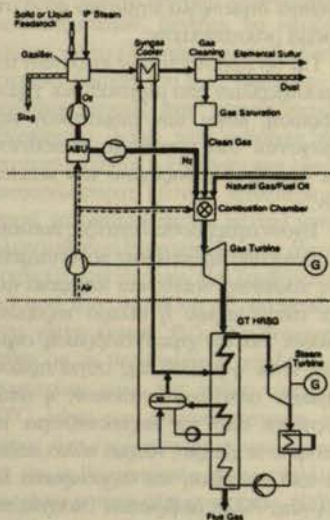 Solid or Liquid
Feedstock
IP Steam
Gasifier
Syngas
Cooler
Gas
Cleaning
Elemental Sulfur
Dust
Slag
O₂
Gas Saturation
ASU
Clean Gas
N₂
Natural Gas/Fuel Oil
Combustion Chamber
Gas Turbine
G
Air
GT HRSG
Steam
Turbine
G
Flue Gas